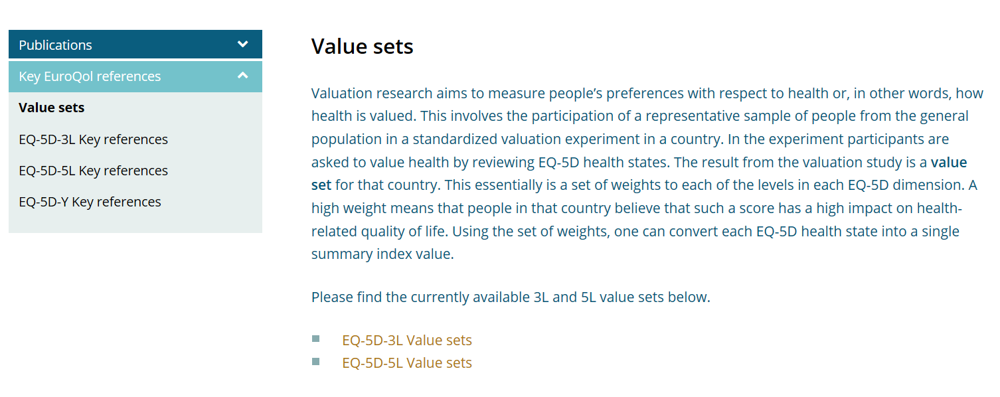 Publications
Key EuroQol references
Value sets
EQ-5D-3L Key references
EQ-5D-5L Key references
EQ-5D-Y Key references
Value sets
Valuation research aims to measure people’s preferences with respect to health or, in other words, how
health is valued. This involves the participation of a representative sample of people from the general
population in a standardized valuation experiment in a country. In the experiment participants are
asked to value health by reviewing EQ-5D health states. The result from the valuation study is a value
set for that country. This essentially is a set of weights to each of the levels in each EQ-5D dimension. A
high weight means that people in that country believe that such a score has a high impact on health-
related quality of life. Using the set of weights, one can convert each EQ-5D health state into a single
summary index value.
Please find the currently available 3L and 5L value sets below.
EQ-5D-3L Value sets
EQ-5D-5L Value sets